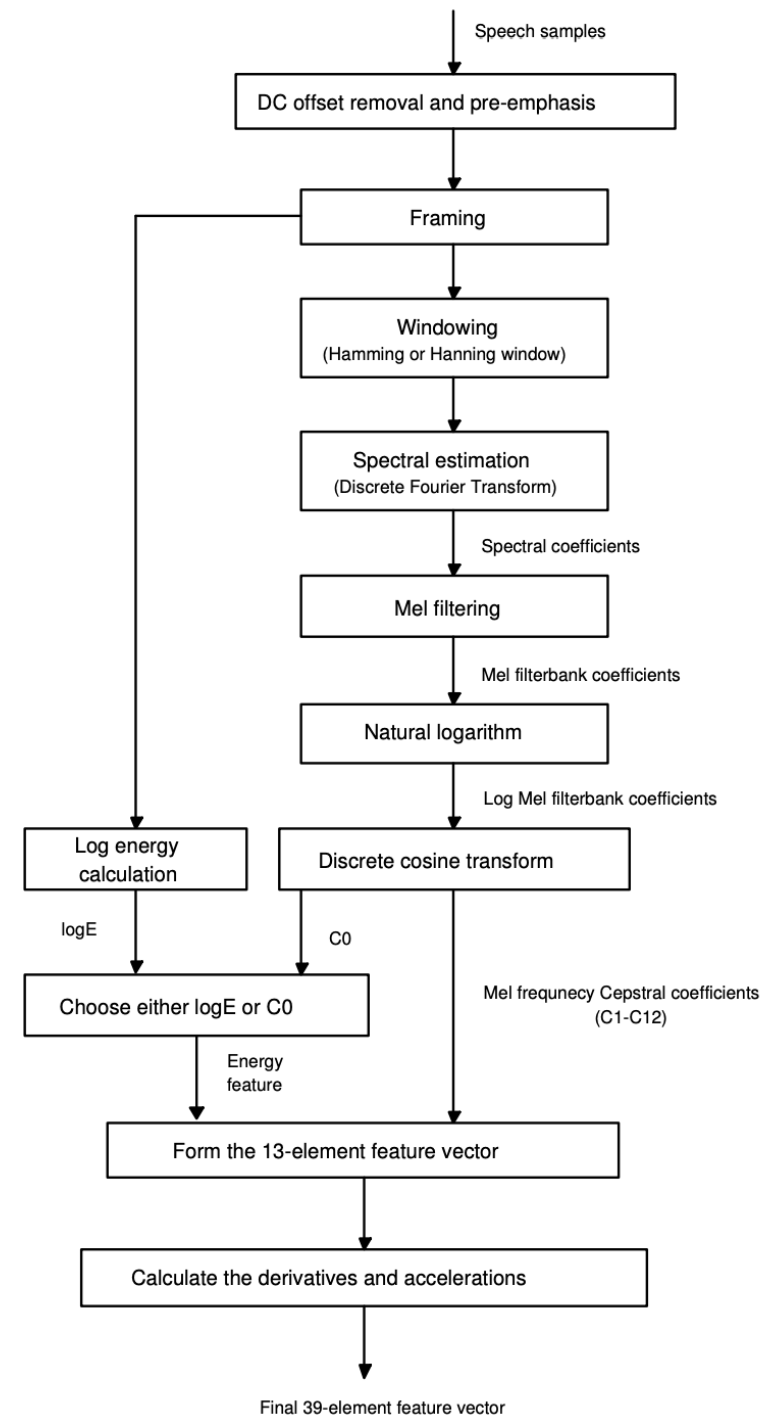 Speech samples
DC offset removal and pre-emphasis
Framing
Windowing
(Hamming or Hanning window)
Spectral estimation
(Discrete Fourier Transform)
Spectral coefficients
Mel filtering
Mel filterbank coefficients
Natural logarithm
Log Mel filterbank coefficients
Log energy
calculation
Discrete cosine transform
logE
C0
Mel frequnecy Cepstral coefficients
(C1-C12)
Choose either logE or C0
Energy
feature
Form the 13-element feature vector
Calculate the derivatives and accelerations
Final 39-element feature vector